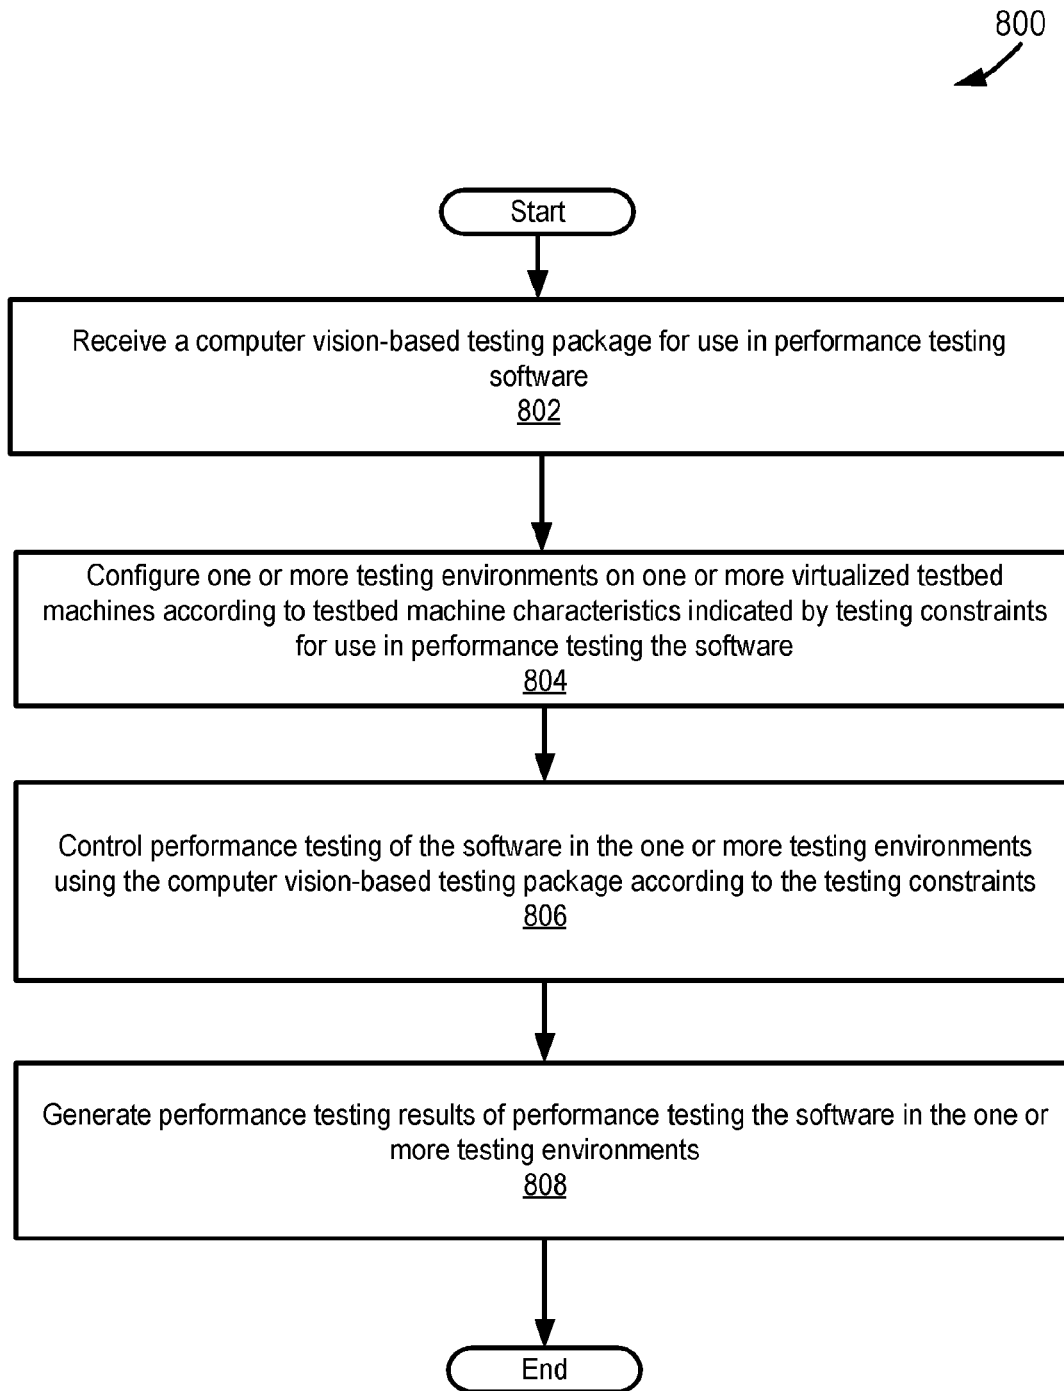 800
Start
Receive a computer vision-based testing package for use in performance testing
software
802
Configure one or more testing environments on one or more virtualized testbed
machines according to testbed machine characteristics indicated by testing constraints
for use in performance testing the software
804
Control performance testing of the software in the one or more testing environments
using the computer vision-based testing package according to the testing constraints
806
Generate performance testing results of performance testing the software in the one or
more testing environments
808
End